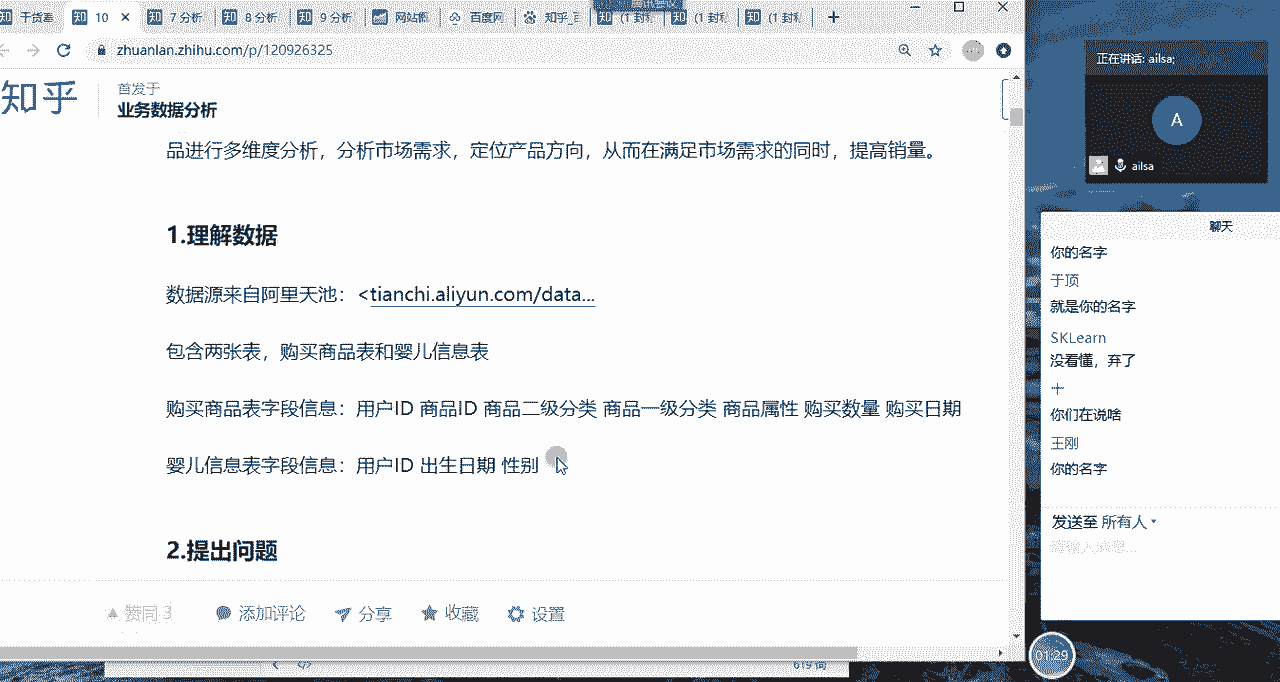 干货素
10
7 分析
8 分析
9 分析
网站飙
百度网
知乎_百
(1 封私
(1 封私
(1 封私
zhuanlan.zhihu.com/p/120926325
知乎
首发于
业务数据分析
品进行多维度分析，分析市场需求，定位产品方向，从而在满足市场需求的同时，提高销量。
1.理解数据
数据源来自阿里天池：<tianchi.aliyun.com/data...
包含两张表，购买商品表和婴儿信息表
购买商品表字段信息：用户ID 商品ID 商品二级分类 商品一级分类 商品属性 购买数量 购买日期
婴儿信息表字段信息：用户ID 出生日期 性别
2.提出问题
赞同 3
添加评论
分享
收藏
设置
619 词
正在讲话: ailsa;
A
ailsa
聊天
你的名字
于顶
就是你的名字
SKLearn
没看懂，弃了
十
你们在说啥
王刚
你的名字
发送至 所有人
请输入消息...
01:29